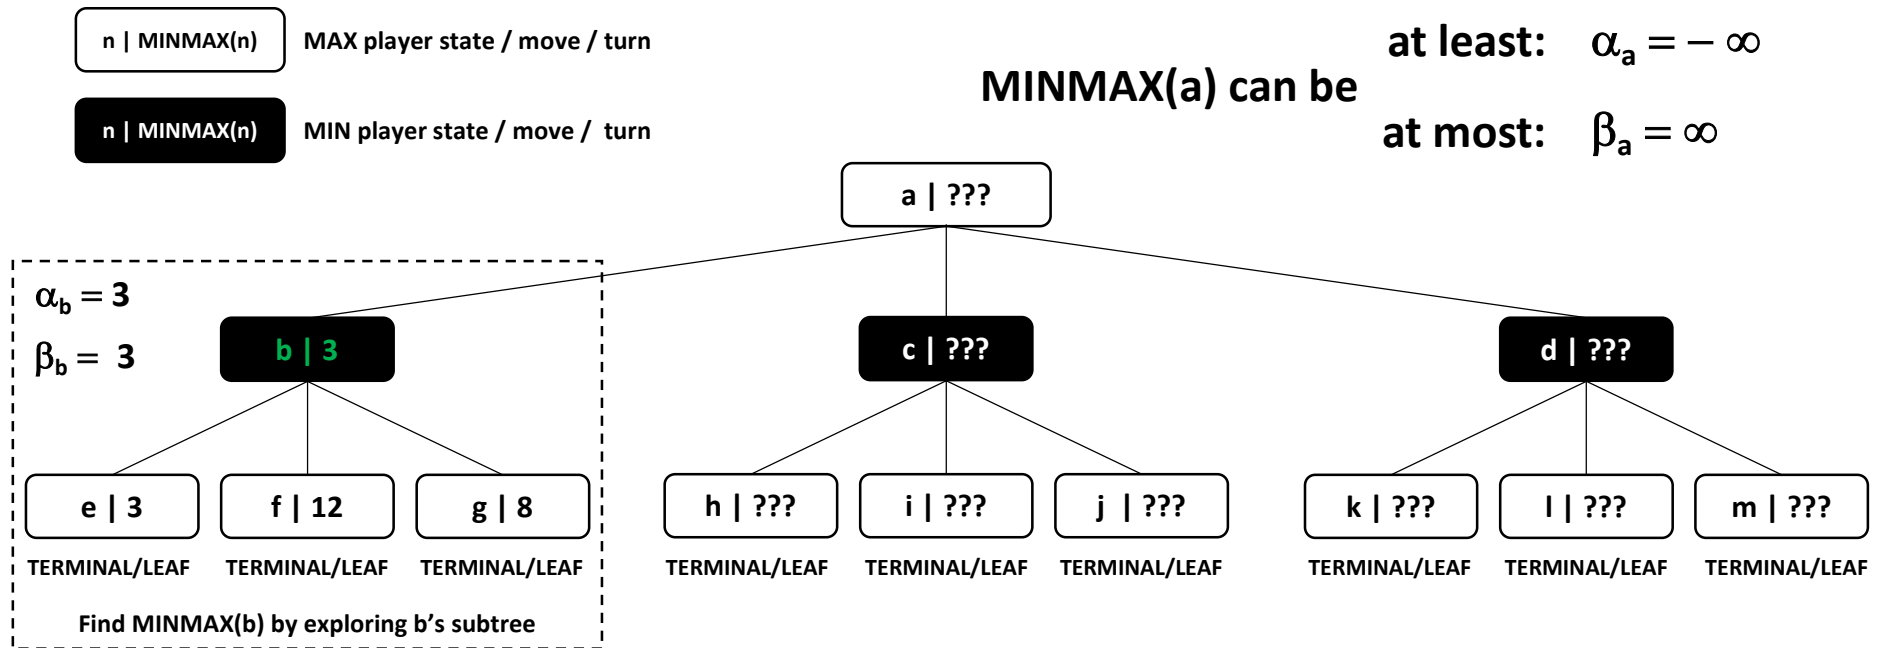 n | MINMAX(n) MAX player state / move / turn
n | MINMAX(n) MIN player state / move / turn
MINMAX(a) can be
at least: αa = – ∞
at most: βa = ∞
a | ???
αb = 3
βb = 3
b | 3
c | ???
d | ???
e | 3
f | 12
g | 8
h | ???
i | ???
j | ???
k | ???
l | ???
m | ???
TERMINAL/LEAF
TERMINAL/LEAF
TERMINAL/LEAF
TERMINAL/LEAF
TERMINAL/LEAF
TERMINAL/LEAF
TERMINAL/LEAF
TERMINAL/LEAF
TERMINAL/LEAF
Find MINMAX(b) by exploring b’s subtree